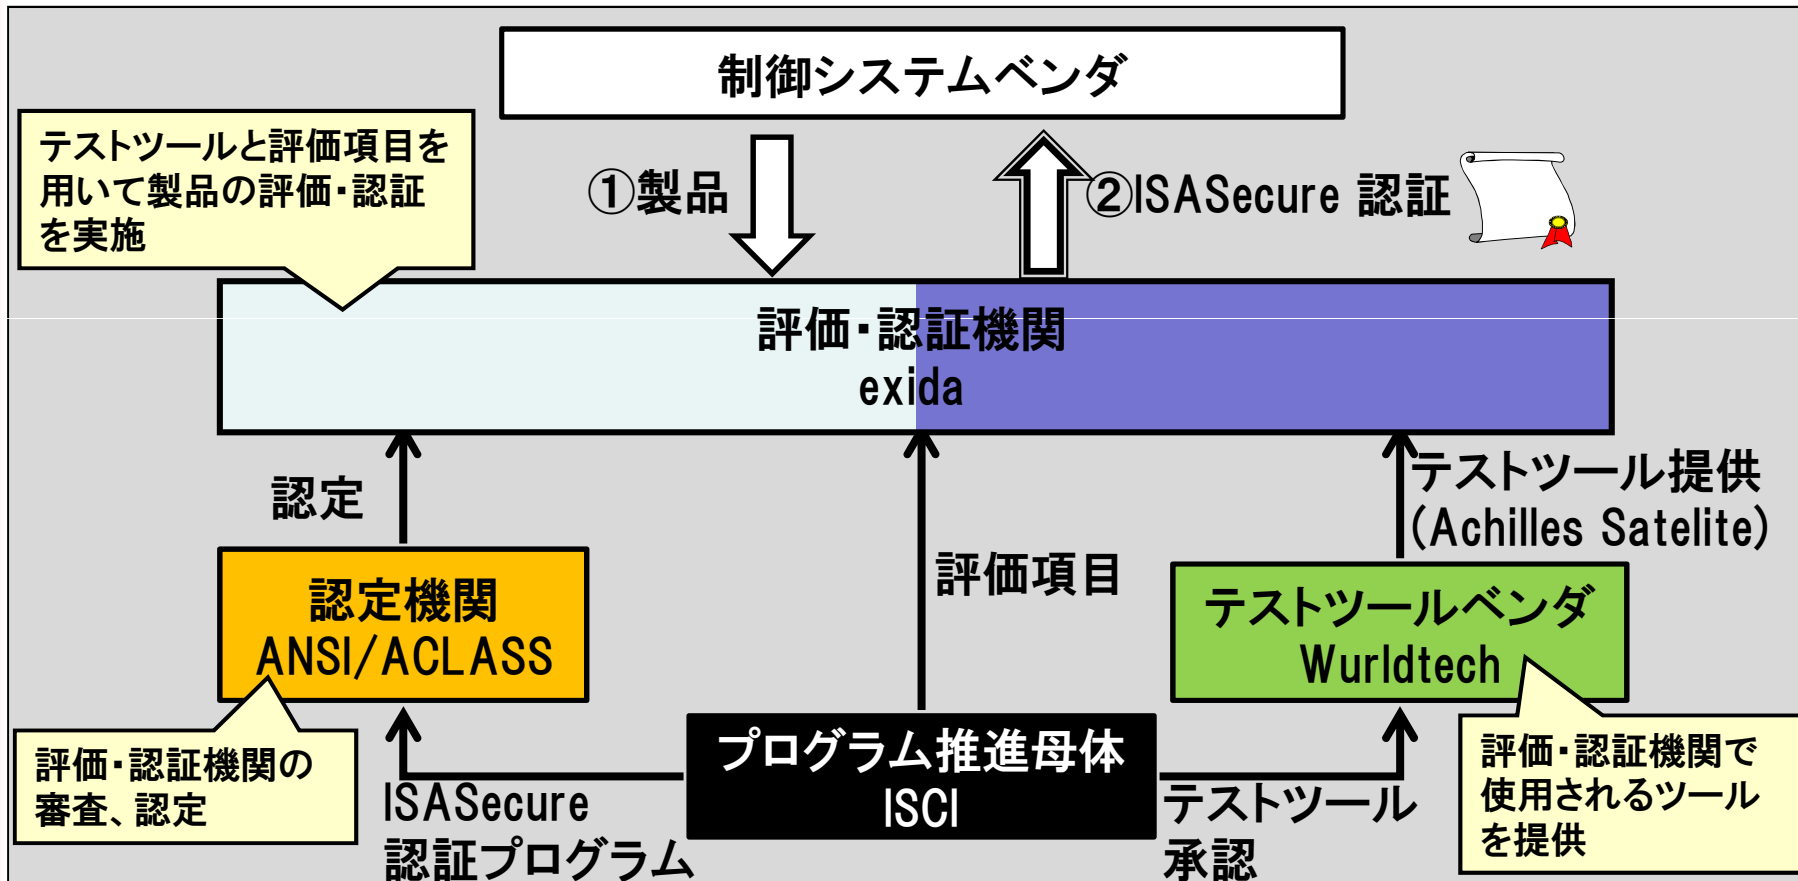 制御システムベンダ
テストツールと評価項目を
用いて製品の評価・認証
を実施
①製品
②ISASecure 認証
評価・認証機関
exida
認定
評価項目
テストツール提供
(Achilles Satelite)
認定機関
ANSI/ACLASS
テストツールベンダ
Wurldtech
評価・認証機関の
審査、認定
ISASecure
認証プログラム
プログラム推進母体
ISCI
テストツール
承認
評価・認証機関で
使用されるツール
を提供